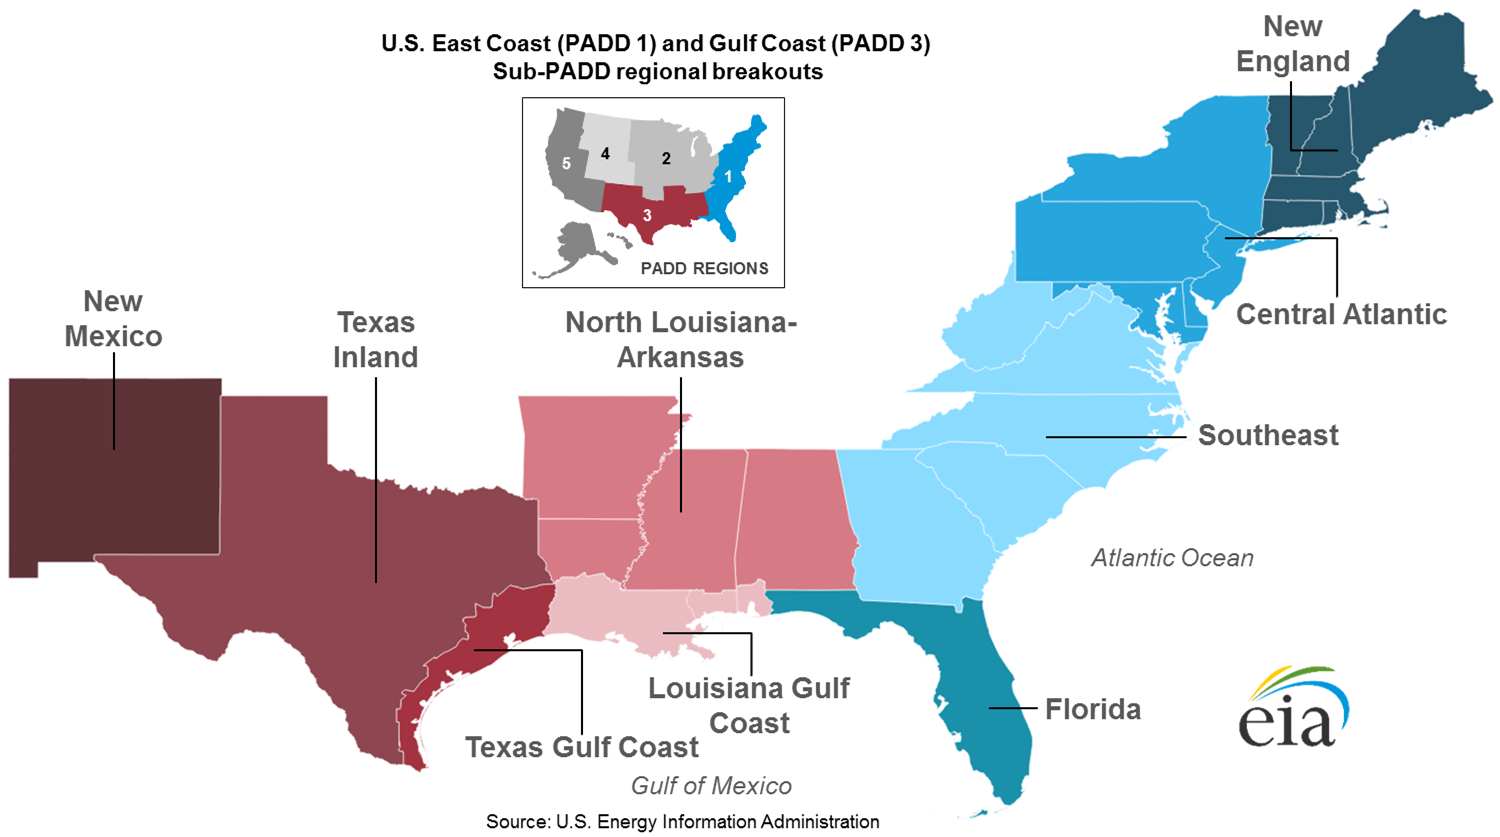 U.S. East Coast (PADD 1) and Gulf Coast (PADD 3)
Sub-PADD regional breakouts
5
4
2
1
3
PADD REGIONS
New
England
Central Atlantic
New
Mexico
Texas
Inland
North Louisiana-
Arkansas
Southeast
Atlantic Ocean
Louisiana Gulf
Coast
Florida
Texas Gulf Coast
Gulf of Mexico
eia
Source: U.S. Energy Information Administration